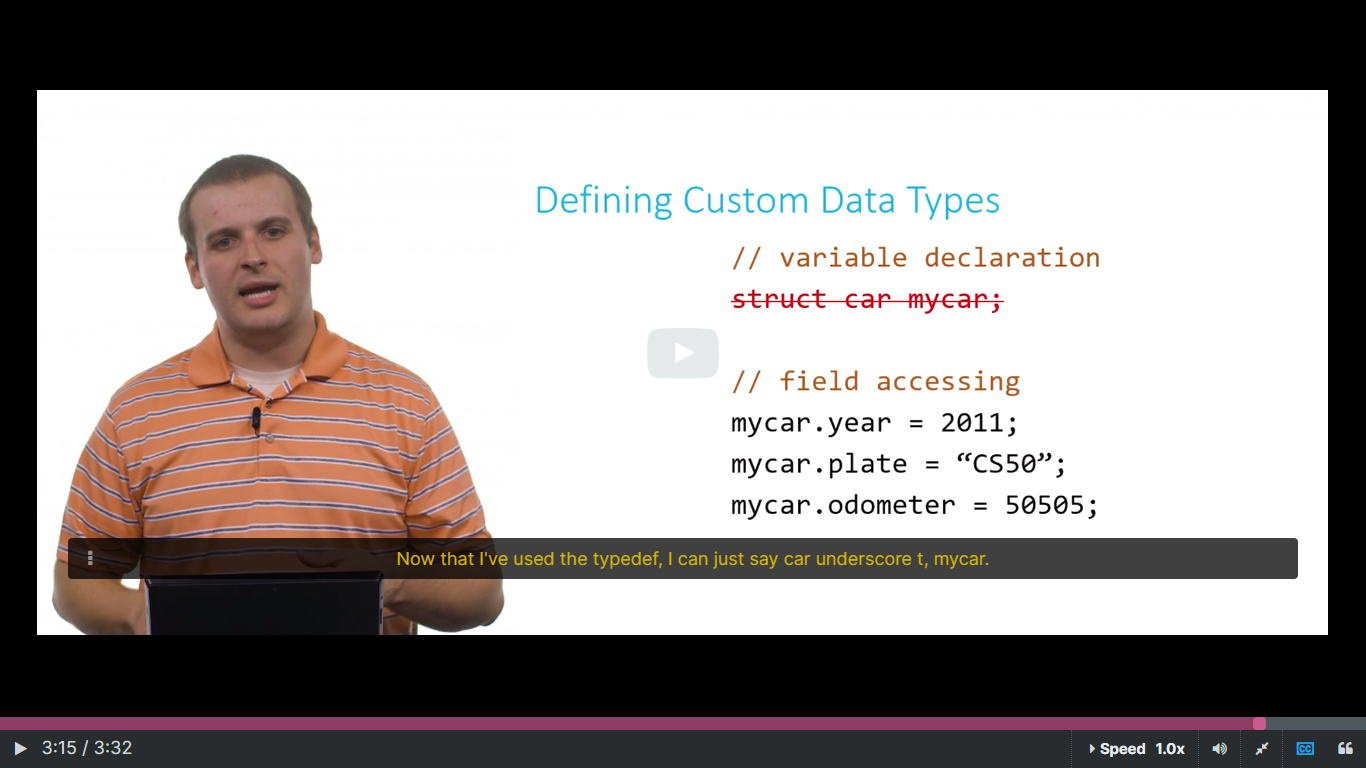 Defining Custom Data Types
// variable declaration
struct car mycar;
// field accessing
mycar.year = 2011;
mycar.plate = “CS50”;
mycar.odometer = 50505;
Now that I've used the typedef, I can just say car underscore t, mycar.
3:15 / 3:32
Speed 1.0x
CC